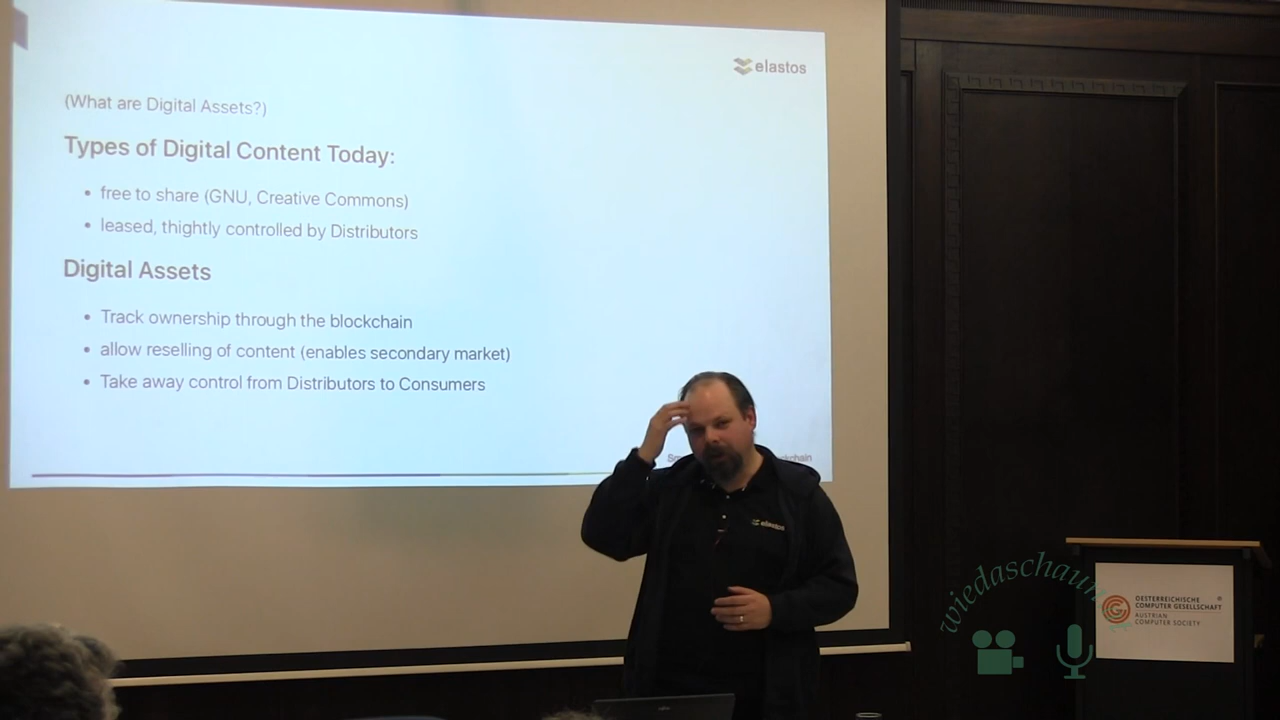 elastos
(What are Digital Assets?)
Types of Digital Content Today:
• free to share (GNU, Creative Commons)
• leased, thightly controlled by Distributors
Digital Assets
• Track ownership through the blockchain
• allow reselling of content (enables secondary market)
• Take away control from Distributors to Consumers
elastos
wiedaschaun
OESTERREICHISCHE
COMPUTER GESELLSCHAFT ®
AUSTRIAN
COMPUTER SOCIETY